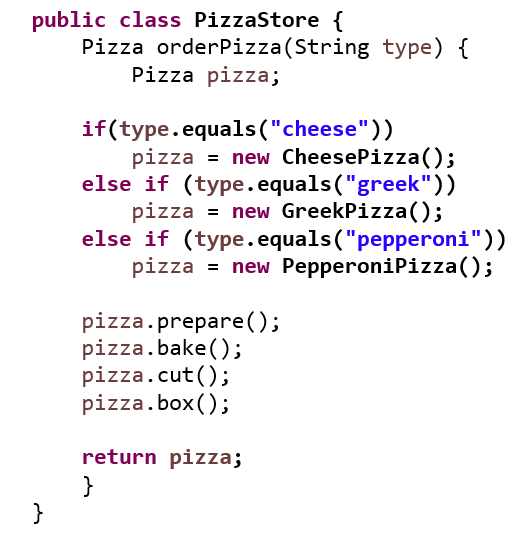 public class PizzaStore {
    Pizza orderPizza(String type) {
        Pizza pizza;

    if(type.equals("cheese"))
        pizza = new CheesePizza();
    else if (type.equals("greek"))
        pizza = new GreekPizza();
    else if (type.equals("pepperoni"))
        pizza = new PepperoniPizza();

    pizza.prepare();
    pizza.bake();
    pizza.cut();
    pizza.box();

    return pizza;
    }
}